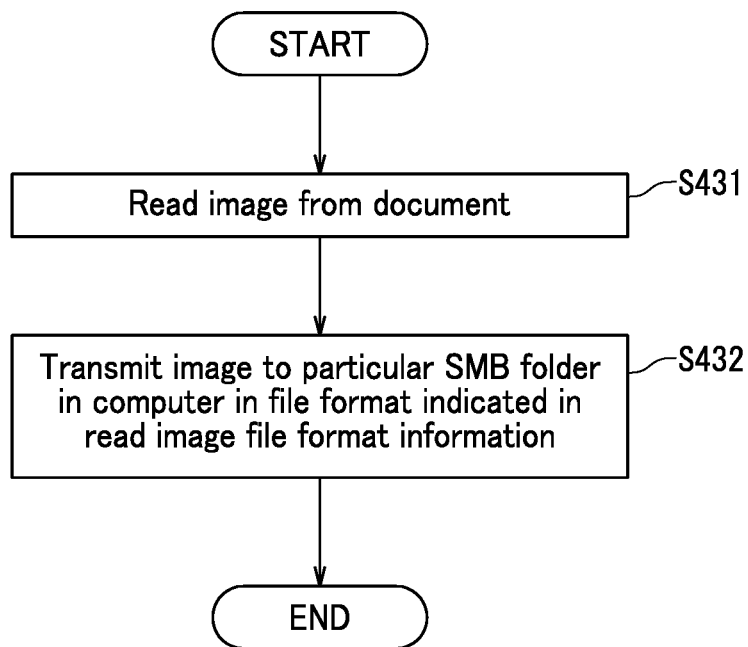 START
Read image from document
S431
Transmit image to particular SMB folder
in computer in file format indicated in
read image file format information
S432
END